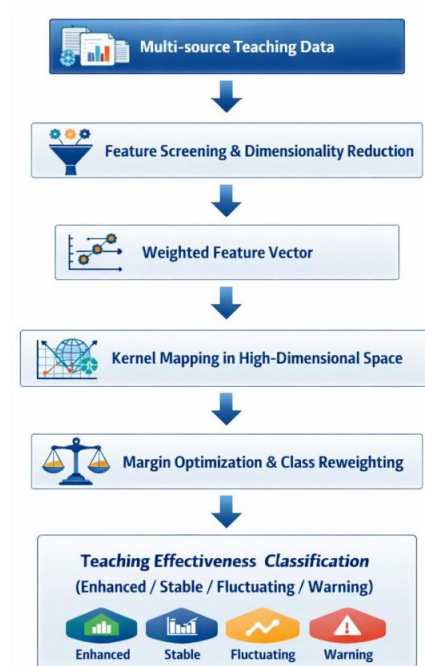 Multi-source Teaching Data
Feature Screening & Dimensionality Reduction
Weighted Feature Vector
Kernel Mapping in High-Dimensional Space
Margin Optimization & Class Reweighting
Teaching Effectiveness Classification
(Enhanced / Stable / Fluctuating / Warning)
Enhanced Stable Fluctuating Warning